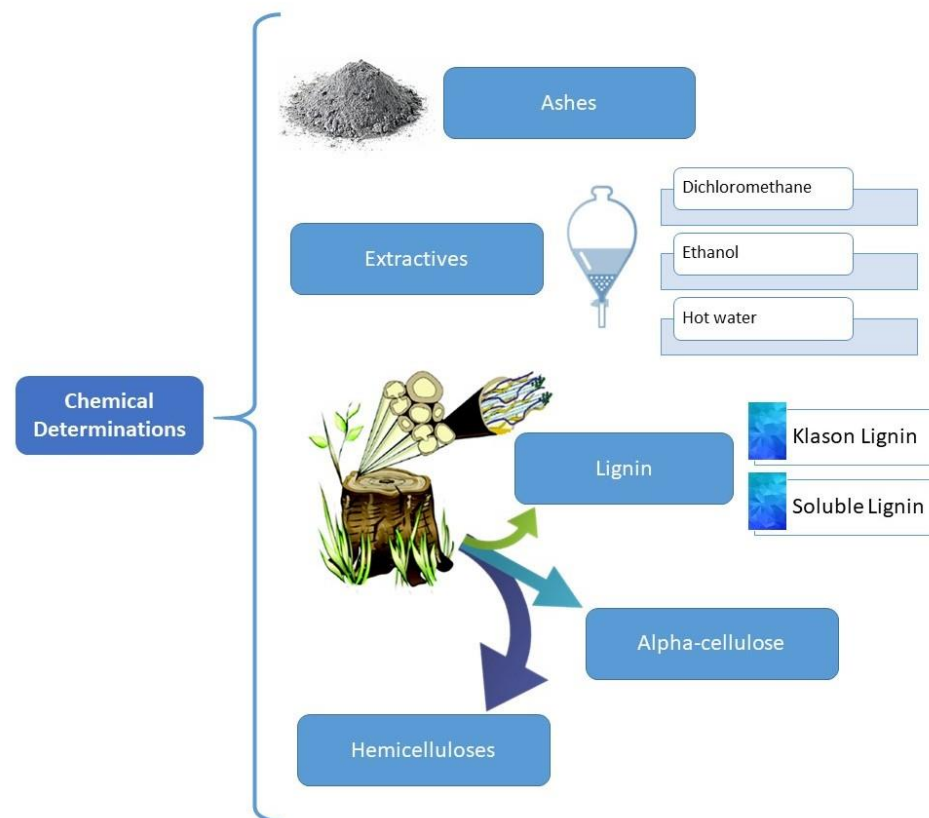 Ashes
Dichloromethane
Extractives
Ethanol
Hot water
Chemical
Determinations
Klason Lignin
Lignin
Soluble Lignin
Alpha-cellulose
Hemicelluloses